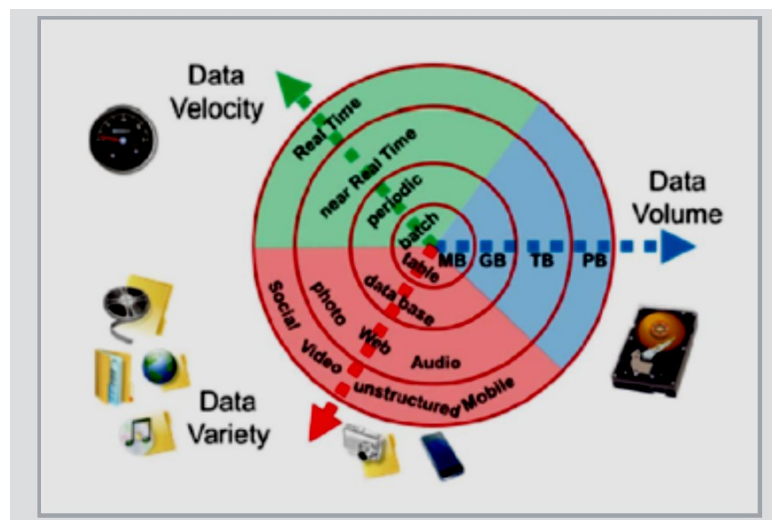 Data
Velocity
Real Time
near Real Time
periodic
batch
Data
Volume
MB GB TB PB
table
data base
photo Web Audio
Social Video unstructured Mobile
Data
Variety